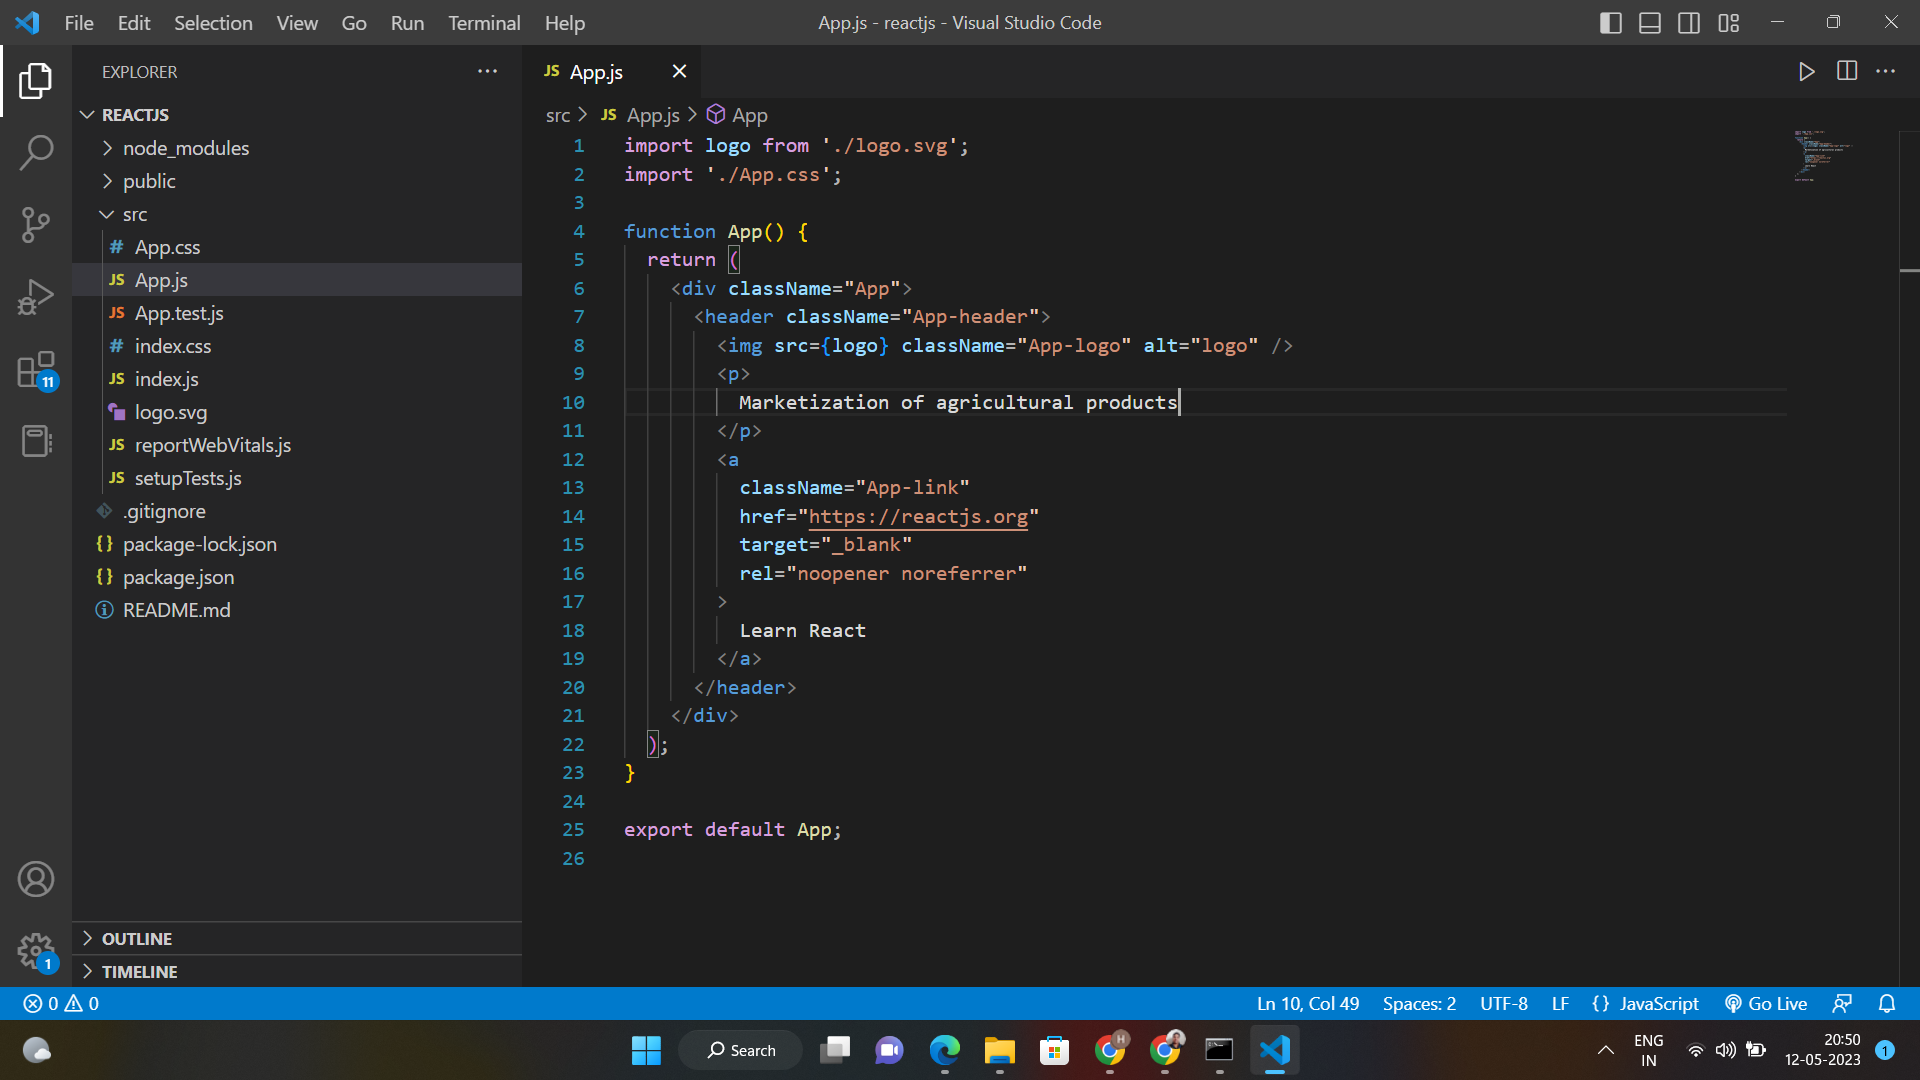 File Edit Selection View Go Run Terminal Help App.js - reactjs - Visual Studio Code
EXPLORER
REACTJS
node_modules
public
src
# App.css
JS App.js
JS App.test.js
# index.css
JS index.js
logo.svg
JS reportWebVitals.js
JS setupTests.js
.gitignore
{} package-lock.json
{} package.json
README.md
OUTLINE
TIMELINE
11
1
JS App.js
src > JS App.js > App
1 import logo from './logo.svg';
2 import './App.css';
3
4 function App() {
5 return (
6 <div className="App">
7 <header className="App-header">
8 <img src={logo} className="App-logo" alt="logo" />
9 <p>
10 Marketization of agricultural products
11 </p>
12 <a
13 className="App-link"
14 href="https://reactjs.org"
15 target="_blank"
16 rel="noopener noreferrer"
17 >
18 Learn React
19 </a>
20 </header>
21 </div>
22 );
23 }
24
25 export default App;
26
0 0 Ln 10, Col 49 Spaces: 2 UTF-8 LF {} JavaScript Go Live
Search H ENG IN 20:50 12-05-2023 1